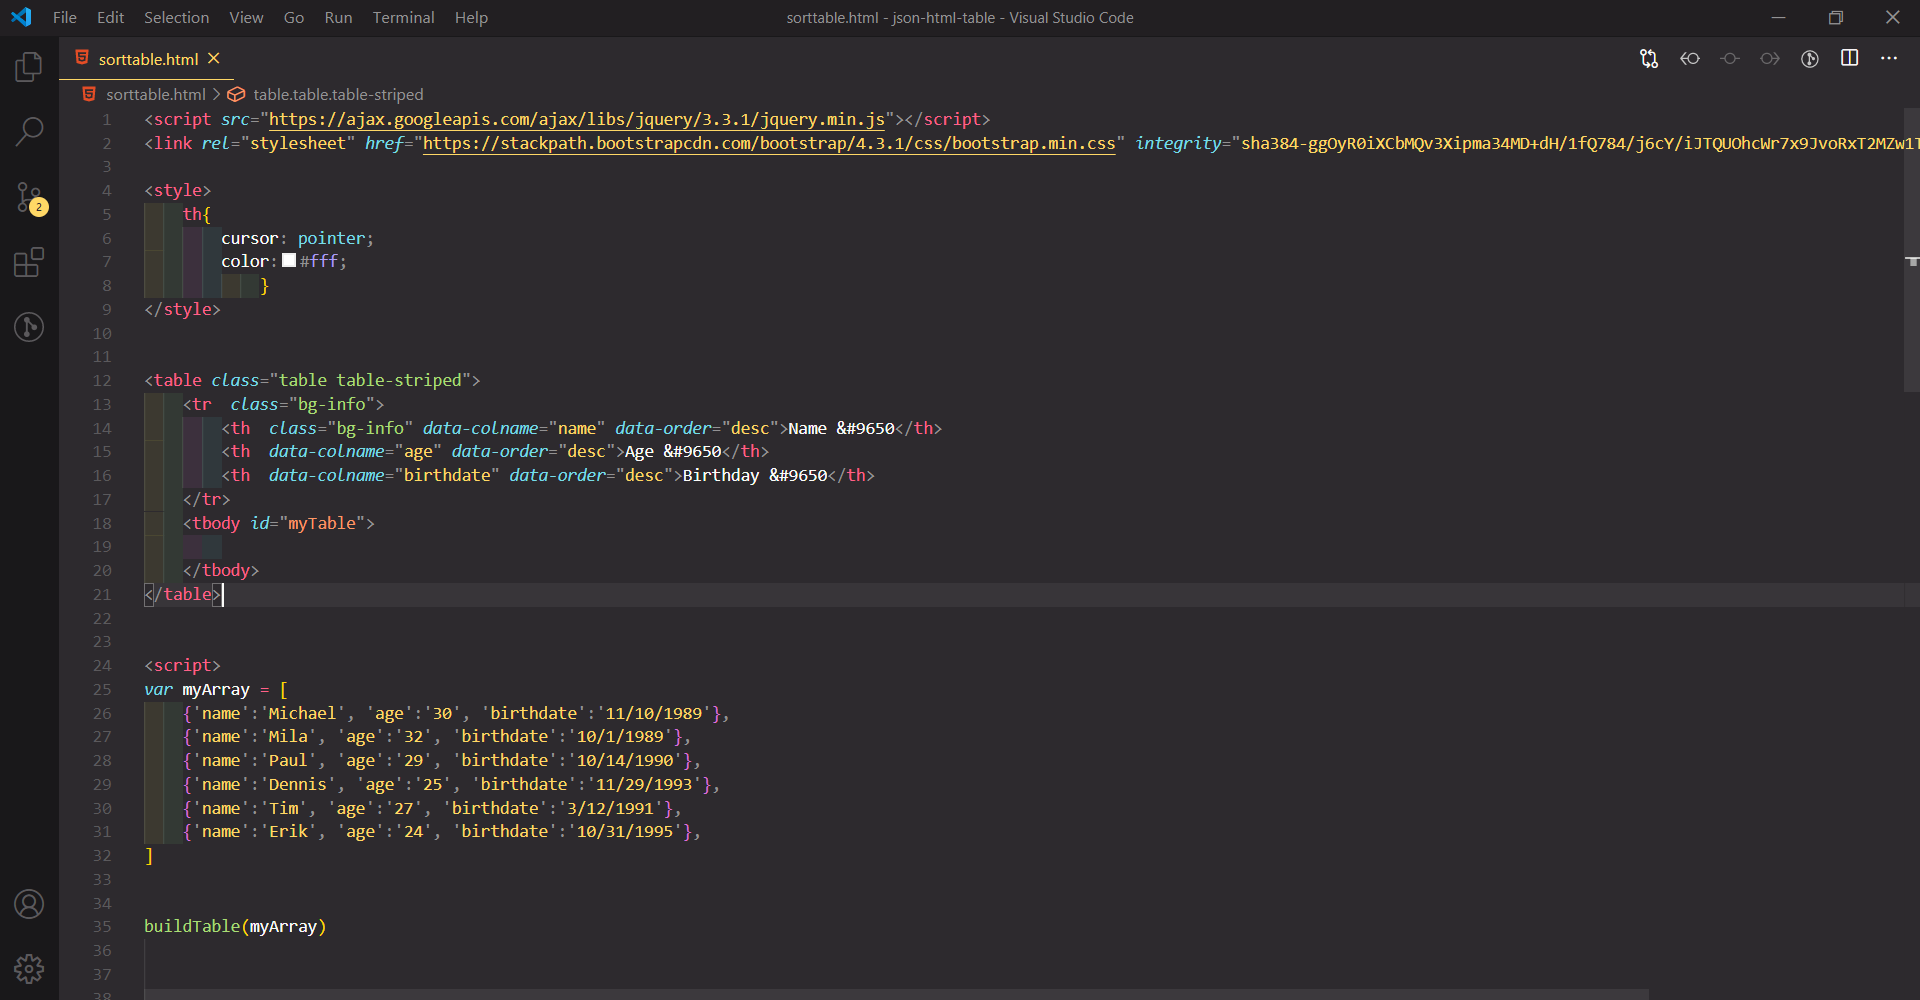 File Edit Selection View Go Run Terminal Help sorttable.html - json-html-table - Visual Studio Code
sorttable.html
sorttable.html > table.table.table-striped
2
1 <script src="https://ajax.googleapis.com/ajax/libs/jquery/3.3.1/jquery.min.js"></script>
2 <link rel="stylesheet" href="https://stackpath.bootstrapcdn.com/bootstrap/4.3.1/css/bootstrap.min.css" integrity="sha384-ggOyR0iXCbMQv3Xipma34MD+dH/1fQ784/j6cY/iJTQUOhcWr7x9JvoRxT2MZw1T
3
4 <style>
5 th{
6 cursor: pointer;
7 color: #fff;
8 }
9 </style>
10
11
12 <table class="table table-striped">
13 <tr  class="bg-info">
14 <th  class="bg-info" data-colname="name" data-order="desc">Name &#9650</th>
15 <th  data-colname="age" data-order="desc">Age &#9650</th>
16 <th  data-colname="birthdate" data-order="desc">Birthday &#9650</th>
17 </tr>
18 <tbody id="myTable">
19
20 </tbody>
21 </table>
22
23
24 <script>
25 var myArray = [
26 {'name':'Michael', 'age':'30', 'birthdate':'11/10/1989'},
27 {'name':'Mila', 'age':'32', 'birthdate':'10/1/1989'},
28 {'name':'Paul', 'age':'29', 'birthdate':'10/14/1990'},
29 {'name':'Dennis', 'age':'25', 'birthdate':'11/29/1993'},
30 {'name':'Tim', 'age':'27', 'birthdate':'3/12/1991'},
31 {'name':'Erik', 'age':'24', 'birthdate':'10/31/1995'},
32 ]
33
34
35 buildTable(myArray)
36
37
38